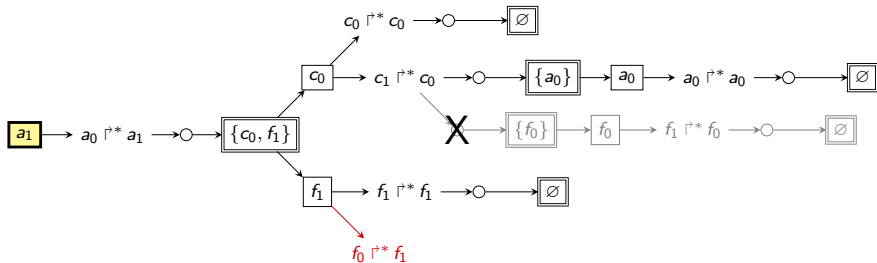 c₀ ↱* c₀ ∅
c₀ c₁ ↱* c₀ {a₀} a₀ a₀ ↱* a₀ ∅
a₁ a₀ ↱* a₁ {c₀, f₁} X {f₀} f₀ f₁ ↱* f₀ ∅
f₁ f₁ ↱* f₁ ∅
f₀ ↱* f₁